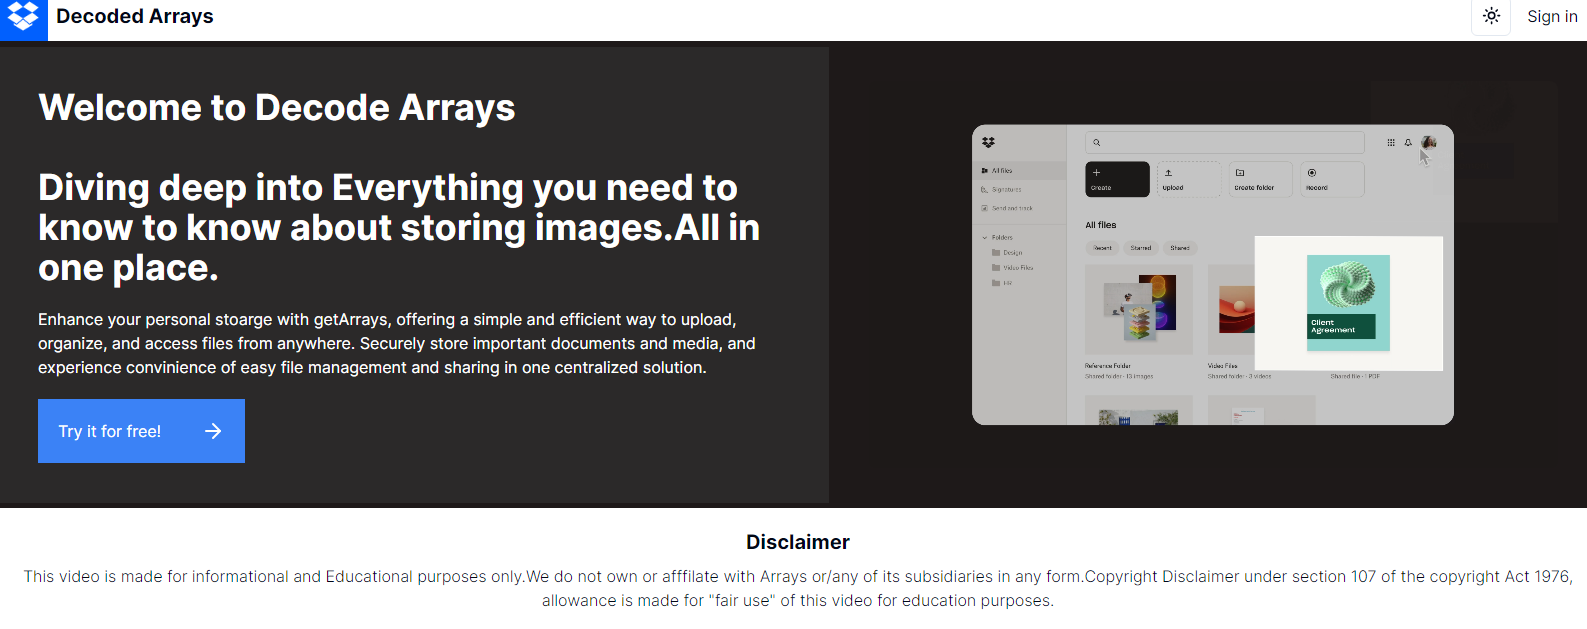 Decoded Arrays
Sign in
Welcome to Decode Arrays
Diving deep into Everything you need to
know to know about storing images.All in
one place.
Enhance your personal stoarge with getArrays, offering a simple and efficient way to upload,
organize, and access files from anywhere. Securely store important documents and media, and
experience convinience of easy file management and sharing in one centralized solution.
Try it for free!
All files
Signatures
Send and track
Folders
Design
Video Files
Create
Upload
Create folder
Record
All files
Recent
Starred
Shared
Client
Agreement
Reference Folder
Shared folder • 13 images
Video Files
Shared folder • 3 videos
Shared file • 1 PDF
Disclaimer
This video is made for informational and Educational purposes only.We do not own or afffilate with Arrays or/any of its subsidiaries in any form.Copyright Disclaimer under section 107 of the copyright Act 1976,
allowance is made for "fair use" of this video for education purposes.